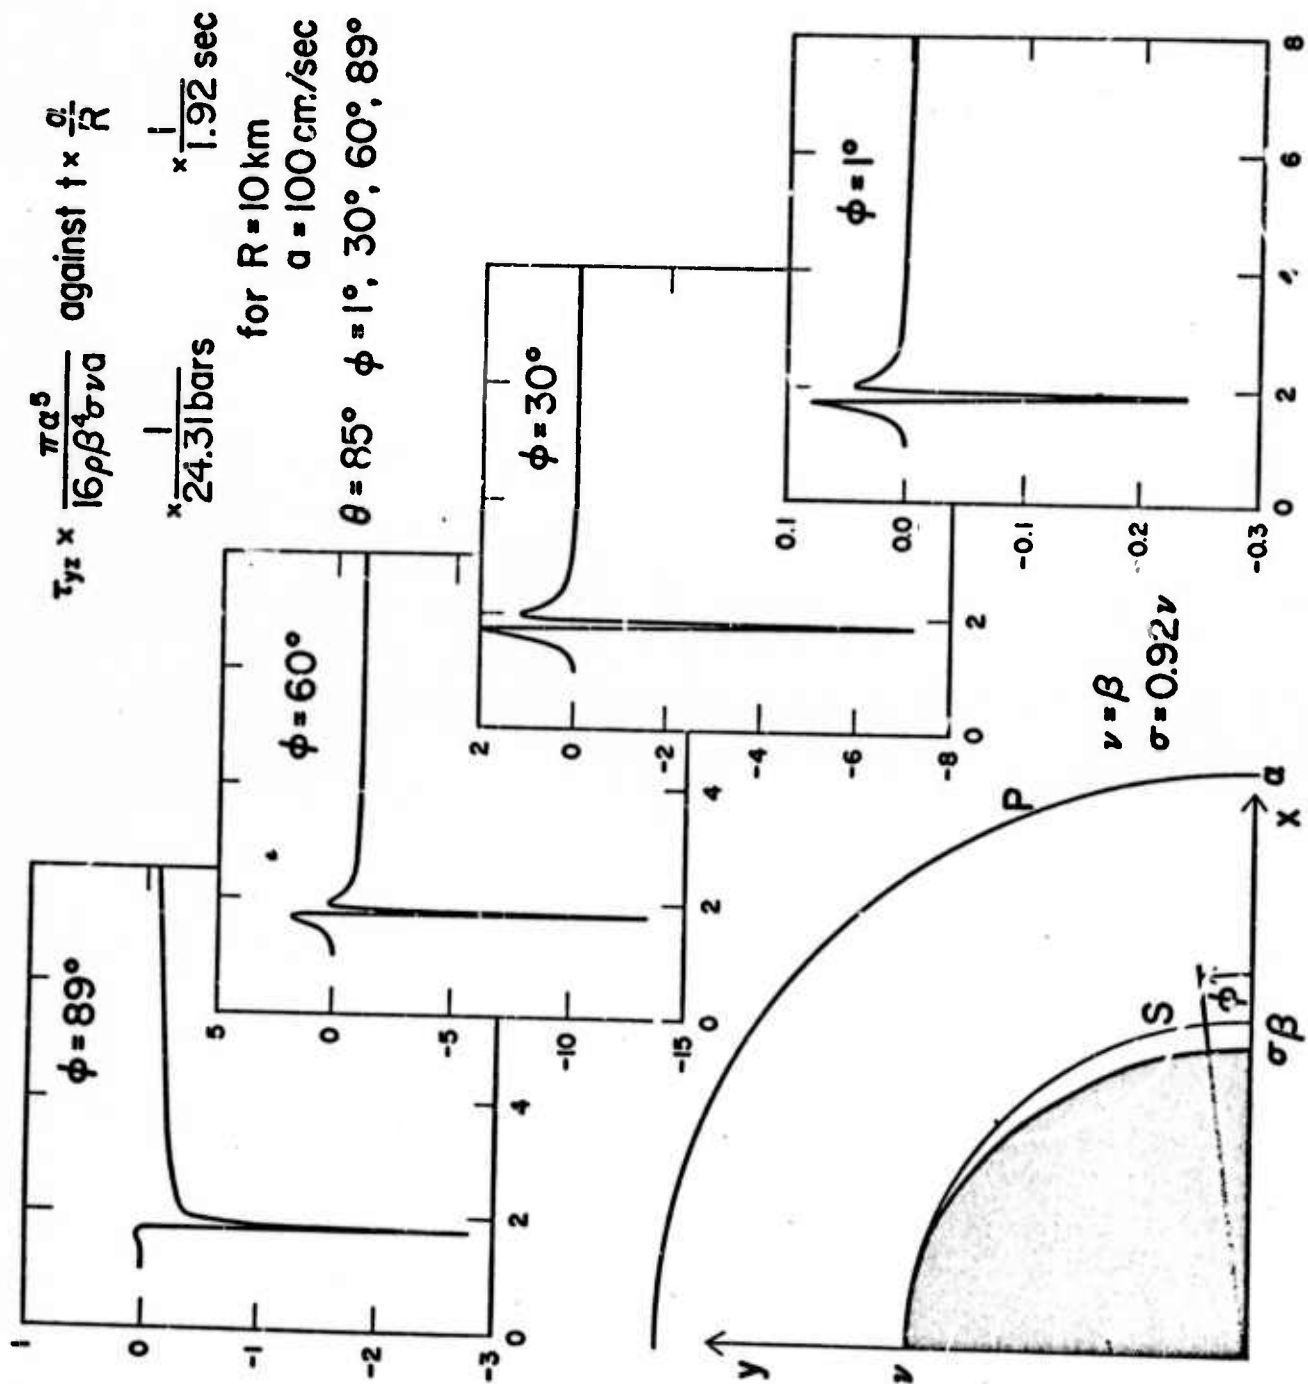 τyz × πα⁵ / 16ρβ⁴σνa against t × α/R
× 1 / 24.31 bars × 1 / 1.92 sec
for R = 10 km
a = 100 cm/sec
θ = 85° ϕ = 1°, 30°, 60°, 89°
ϕ = 89°
1
0
-1
-2
-3
0
2
4
ϕ = 60°
5
0
-5
-10
-15
0
2
4
ϕ = 30°
2
0
-2
-4
-6
-8
0
2
ϕ = 1°
0.1
0.0
-0.1
-0.2
-0.3
0
2
6
8
ν = β
σ = 0.92ν
y
ν
P
S
ϕ
σ β
X α